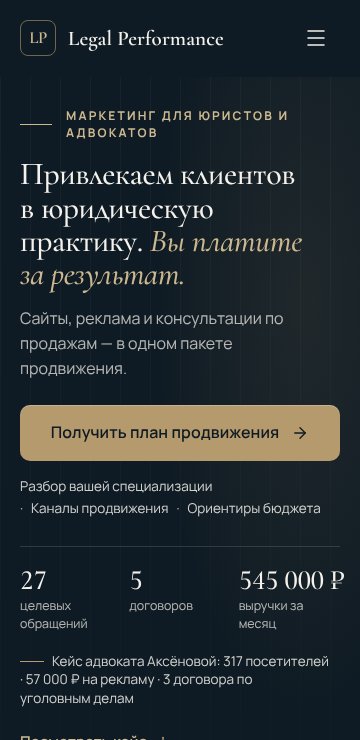 LP Legal Performance
МАРКЕТИНГ ДЛЯ ЮРИСТОВ И
АДВОКАТОВ
Привлекаем клиентов
в юридическую
практику. Вы платите
за результат.
Сайты, реклама и консультации по
продажам — в одном пакете
продвижения.
Получить план продвижения →
Разбор вашей специализации
· Каналы продвижения · Ориентиры бюджета
27 5 545 000 ₽
целевых договоров выручки за
обращений месяц
Кейс адвоката Аксёновой: 317 посетителей
· 57 000 ₽ на рекламу · 3 договора по
уголовным делам